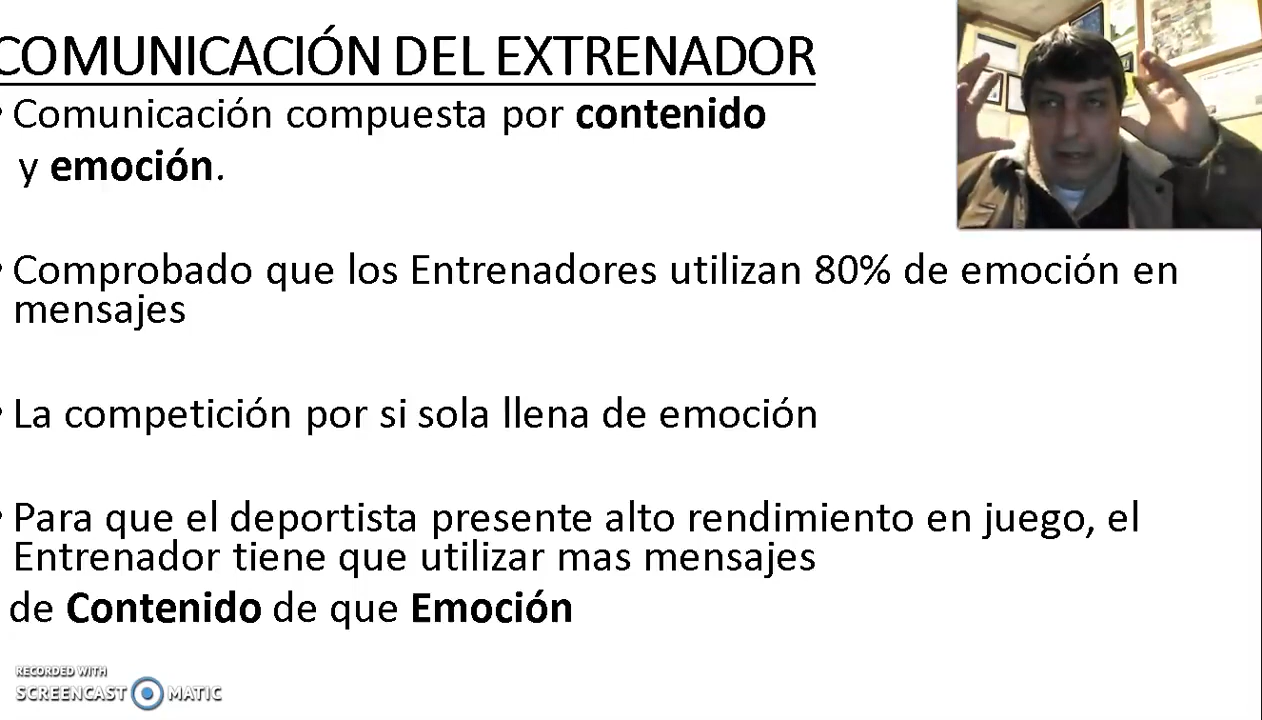 COMUNICACIÓN DEL EXTRENADOR
• Comunicación compuesta por contenido
y emoción.
• Comprobado que los Entrenadores utilizan 80% de emoción en
mensajes
• La competición por si sola llena de emoción
• Para que el deportista presente alto rendimiento en juego, el
Entrenador tiene que utilizar mas mensajes
de Contenido de que Emoción
RECORDED WITH
SCREENCAST MATIC